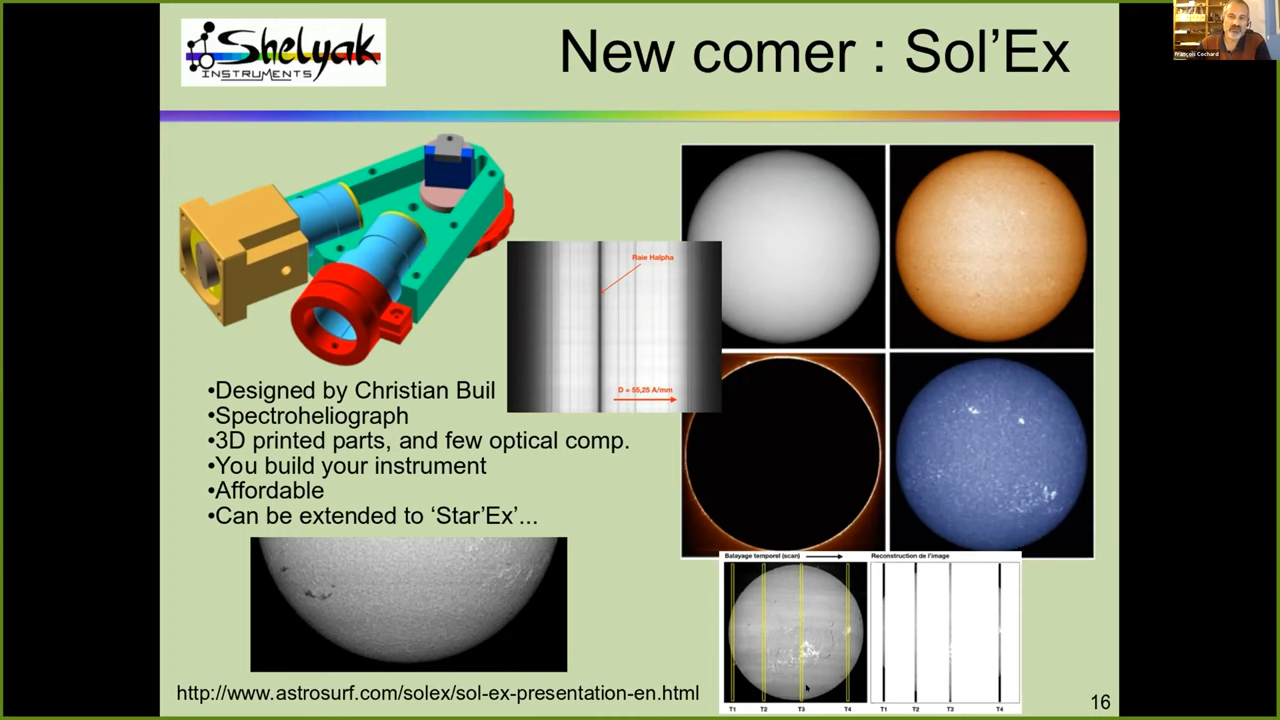 Shelyak
INSTRUMENTS
New comer : Sol’Ex
François Cochard
Raie Halpha
D = 55,25 A/mm
•Designed by Christian Buil
•Spectroheliograph
•3D printed parts, and few optical comp.
•You build your instrument
•Affordable
•Can be extended to ‘Star’Ex’...
Balayage temporel (scan)
Reconstruction de l'image
T1 T2 T3 T4
T1 T2 T3 T4
http://www.astrosurf.com/solex/sol-ex-presentation-en.html
16